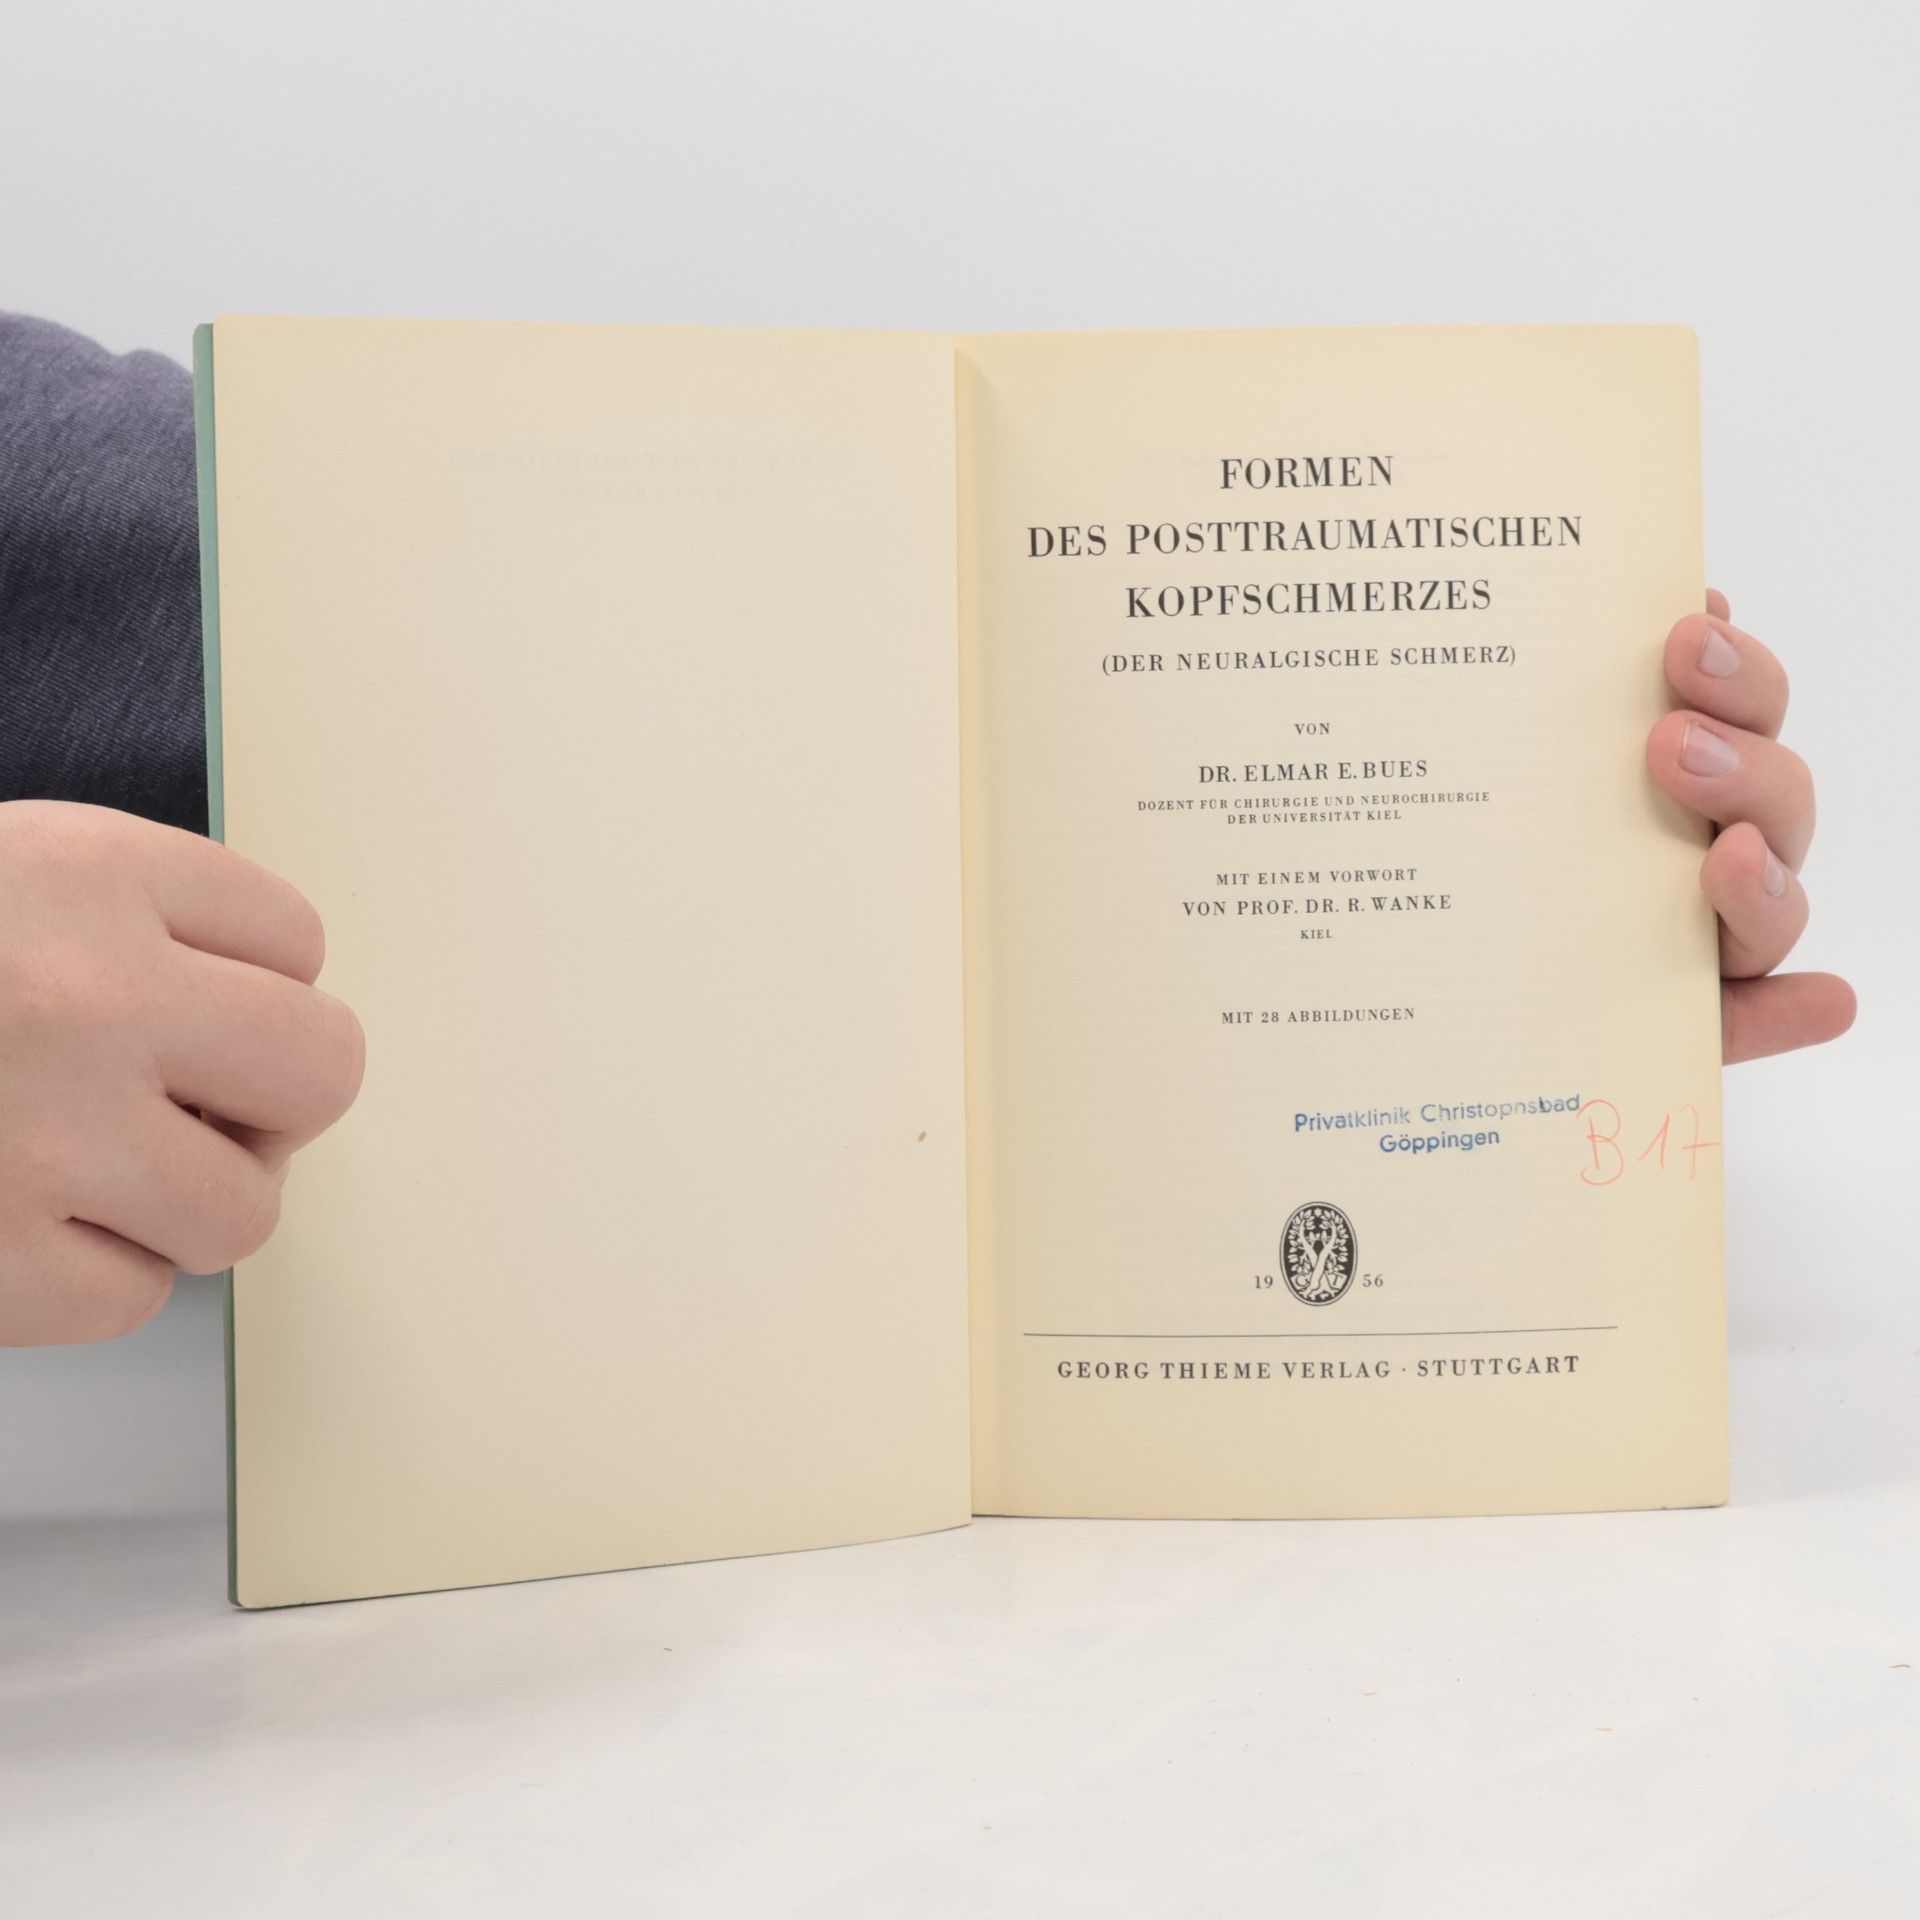 FORMEN
DES POSTTRAUMATISCHEN
KOPFSCHMERZES
(DER NEURALGISCHE SCHMERZ)
VON
DR. ELMAR E. BUES
DOZENT FÜR CHIRURGIE UND NEUROCHIRURGIE
DER UNIVERSITÄT KIEL
MIT EINEM VORWORT
VON PROF. DR. R. WANKE
KIEL
MIT 28 ABBILDUNGEN
Privatklinik Christophsbad
Göppingen
B 17
19 GT 56
GEORG THIEME VERLAG · STUTTGART